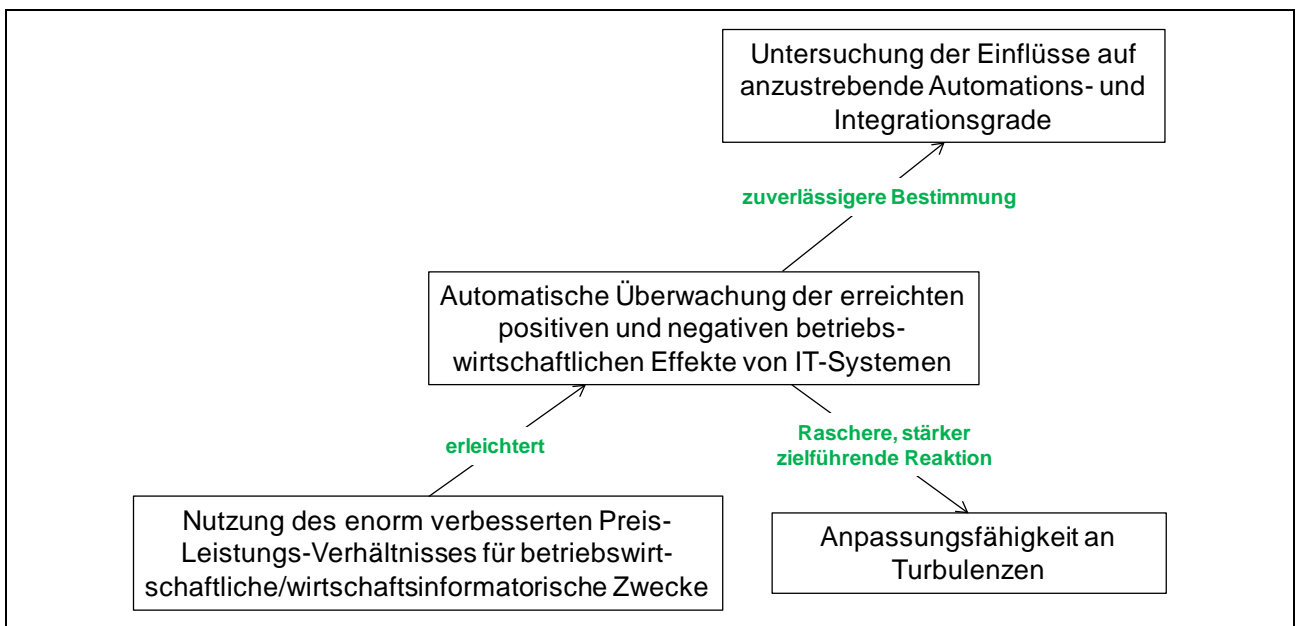 Untersuchung der Einflüsse auf
anzustrebende Automations- und
Integrationsgrade
zuverlässigere Bestimmung
Automatische Überwachung der erreichten
positiven und negativen betriebs-
wirtschaftlichen Effekte von IT-Systemen
erleichtert
Raschere, stärker
zielführende Reaktion
Nutzung des enorm verbesserten Preis-
Leistungs-Verhältnisses für betriebswirt-
schaftliche/wirtschaftsinformatorische Zwecke
Anpassungsfähigkeit an
Turbulenzen